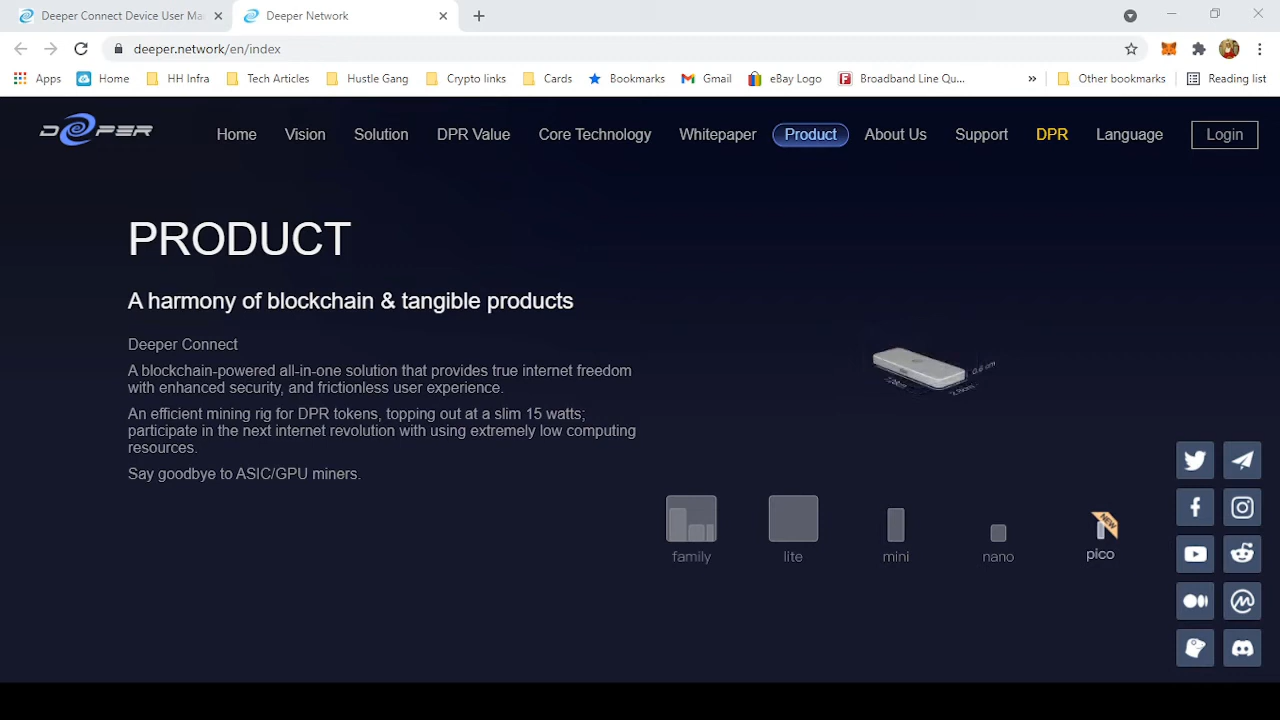 Deeper Connect Device User Ma
Deeper Network
deeper.network/en/index
Apps
Home
HH Infra
Tech Articles
Hustle Gang
Crypto links
Cards
Bookmarks
Gmail
eBay Logo
Broadband Line Qu...
»
Other bookmarks
Reading list
DEEPER
Home
Vision
Solution
DPR Value
Core Technology
Whitepaper
Product
About Us
Support
DPR
Language
Login
PRODUCT
A harmony of blockchain & tangible products
Deeper Connect
A blockchain-powered all-in-one solution that provides true internet freedom
with enhanced security, and frictionless user experience.
An efficient mining rig for DPR tokens, topping out at a slim 15 watts;
participate in the next internet revolution with using extremely low computing
resources.
Say goodbye to ASIC/GPU miners.
0.8 cm
family
lite
mini
nano
NEW
pico